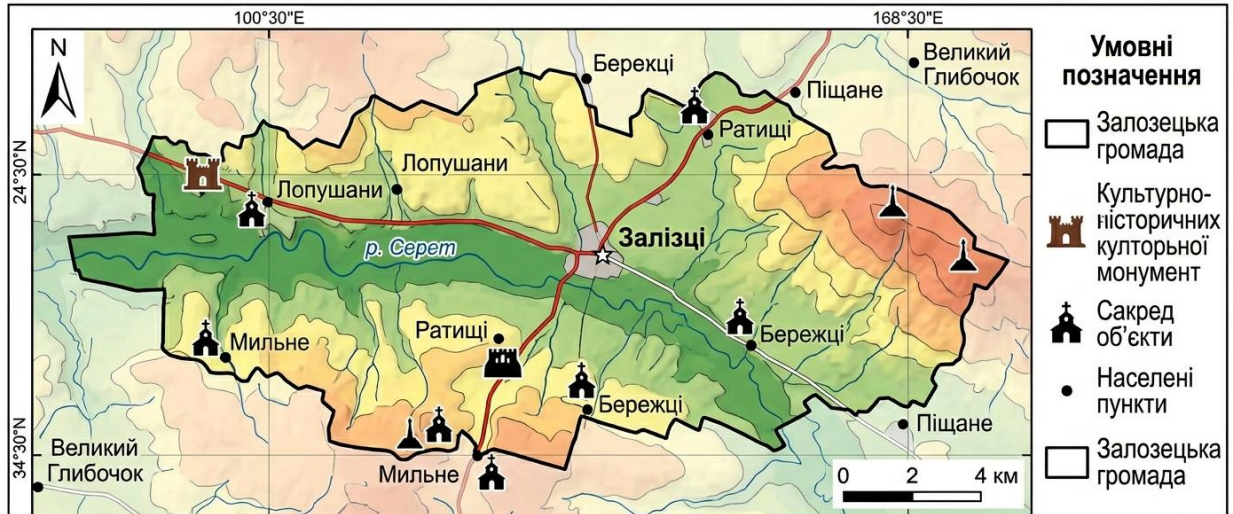 100°30'E
168°30'E
N
24°30'N
34°30'N
Берекці
Великий
Глибочок
Піщане
Ратищі
Лопушани
Лопушани
Залізці
р. Серет
Ратищі
Мильне
Бережці
Бережці
Піщане
Мильне
Великий
Глибочок
0 2 4 км
Умовні
позначення
Залозецька
громада
Культурно-
ністоричних
култорьної
монумент
Сакред
об'єкти
Населені
пункти
Залозецька
громада